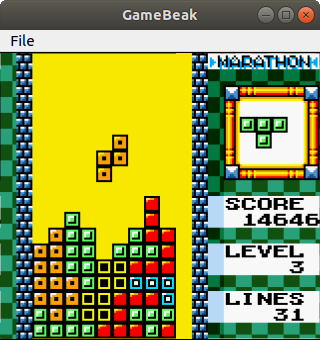 GameBeak
File
MARATHON
SCORE
14646
LEVEL
3
LINES
31